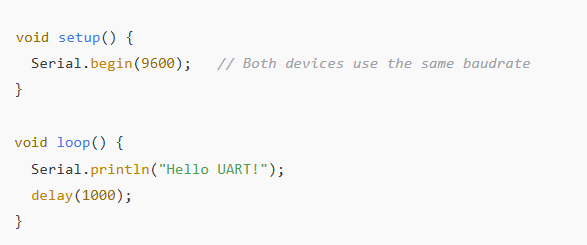 void setup() {
  Serial.begin(9600);   // Both devices use the same baudrate
}

void loop() {
  Serial.println("Hello UART!");
  delay(1000);
}